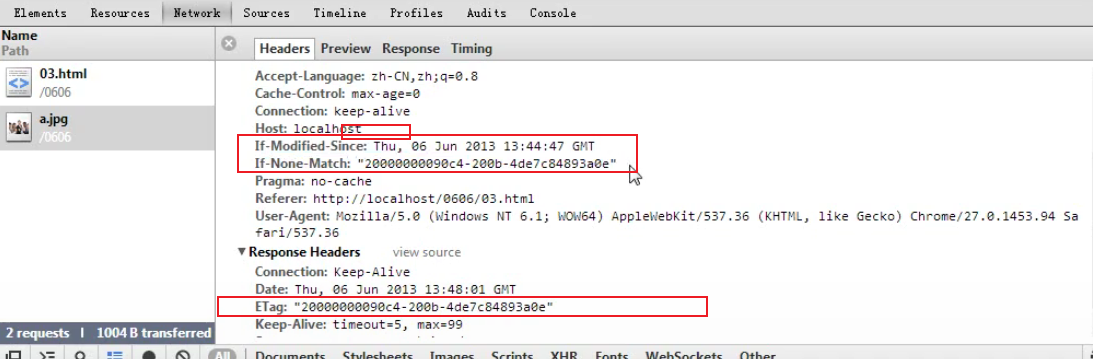 Elements Resources Network Sources Timeline Profiles Audits Console
Name
Path
Headers Preview Response Timing
03.html
/0606
a.jpg
/0606
Accept-Language: zh-CN,zh;q=0.8
Cache-Control: max-age=0
Connection: keep-alive
Host: localhost
If-Modified-Since: Thu, 06 Jun 2013 13:44:47 GMT
If-None-Match: "20000000090c4-200b-4de7c84893a0e"
Pragma: no-cache
Referer: http://localhost/0606/03.html
User-Agent: Mozilla/5.0 (Windows NT 6.1; WOW64) AppleWebKit/537.36 (KHTML, like Gecko) Chrome/27.0.1453.94 Sa
fari/537.36
Response Headers view source
Connection: Keep-Alive
Date: Thu, 06 Jun 2013 13:48:01 GMT
ETag: "20000000090c4-200b-4de7c84893a0e"
Keep-Alive: timeout=5, max=99
2 requests | 1004 B transferred
All Documents Stylesheets Images Scripts XHR Fonts WebSockets Other